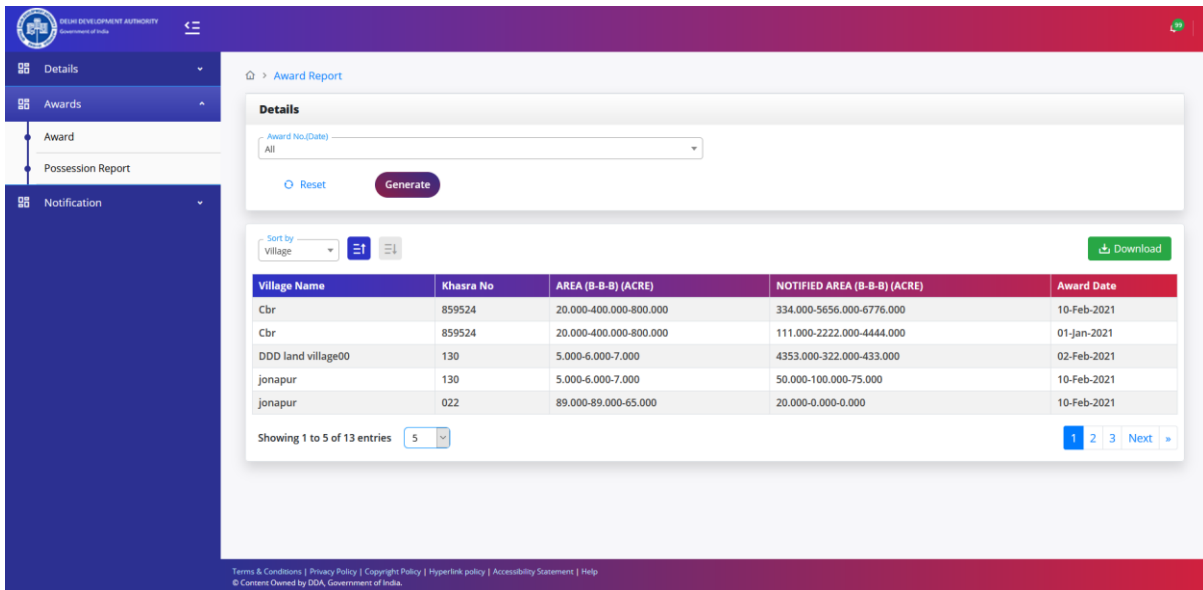 DELHI DEVELOPMENT AUTHORITY
Government of India
99
Details
Awards
Award
Possession Report
Notification
> Award Report
Details
Award No.(Date)
All
Reset
Generate
Sort by
Village
Download
Village Name Khasra No AREA (B-B-B) (ACRE) NOTIFIED AREA (B-B-B) (ACRE) Award Date
Cbr 859524 20.000-400.000-800.000 334.000-5656.000-6776.000 10-Feb-2021
Cbr 859524 20.000-400.000-800.000 111.000-2222.000-4444.000 01-Jan-2021
DDD land village00 130 5.000-6.000-7.000 4353.000-322.000-433.000 02-Feb-2021
jonapur 130 5.000-6.000-7.000 50.000-100.000-75.000 10-Feb-2021
jonapur 022 89.000-89.000-65.000 20.000-0.000-0.000 10-Feb-2021
Showing 1 to 5 of 13 entries 5
1 2 3 Next »
Terms & Conditions | Privacy Policy | Copyright Policy | Hyperlink policy | Accessibility Statement | Help
© Content Owned by DDA, Government of India.